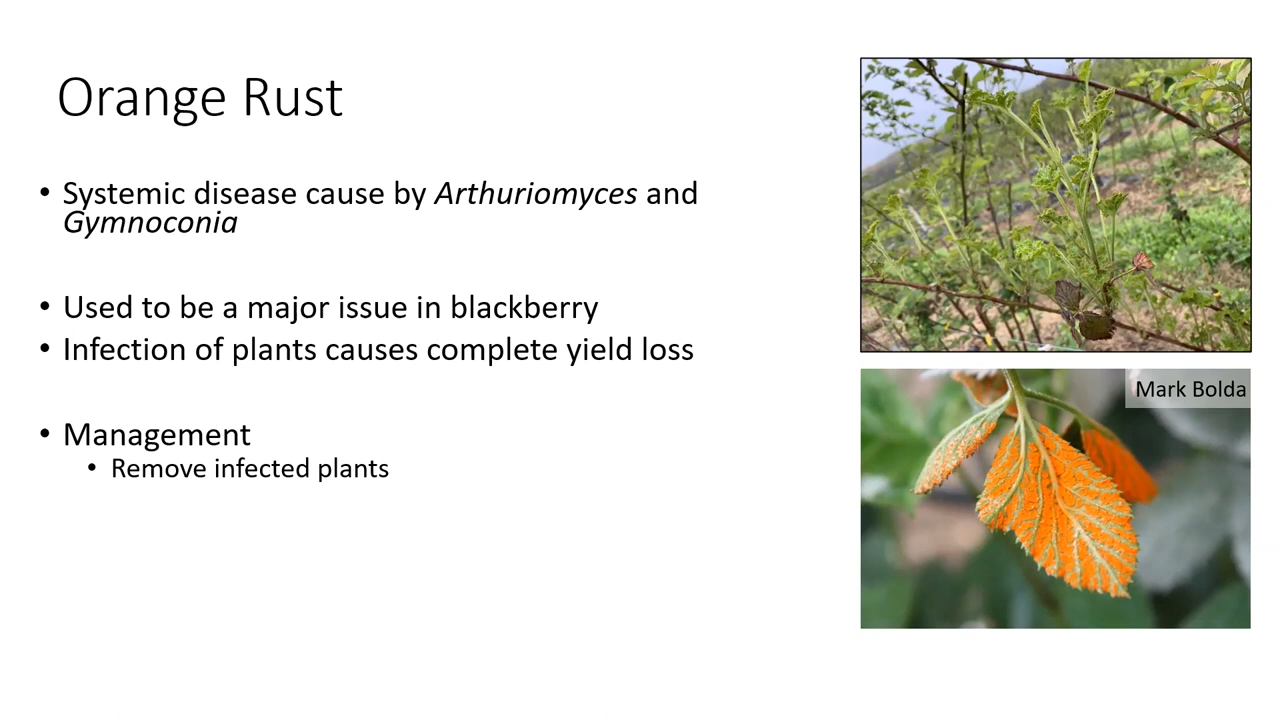 Orange Rust
• Systemic disease cause by Arthuriomyces and
Gymnoconia
• Used to be a major issue in blackberry
• Infection of plants causes complete yield loss
• Management
• Remove infected plants
Mark Bolda